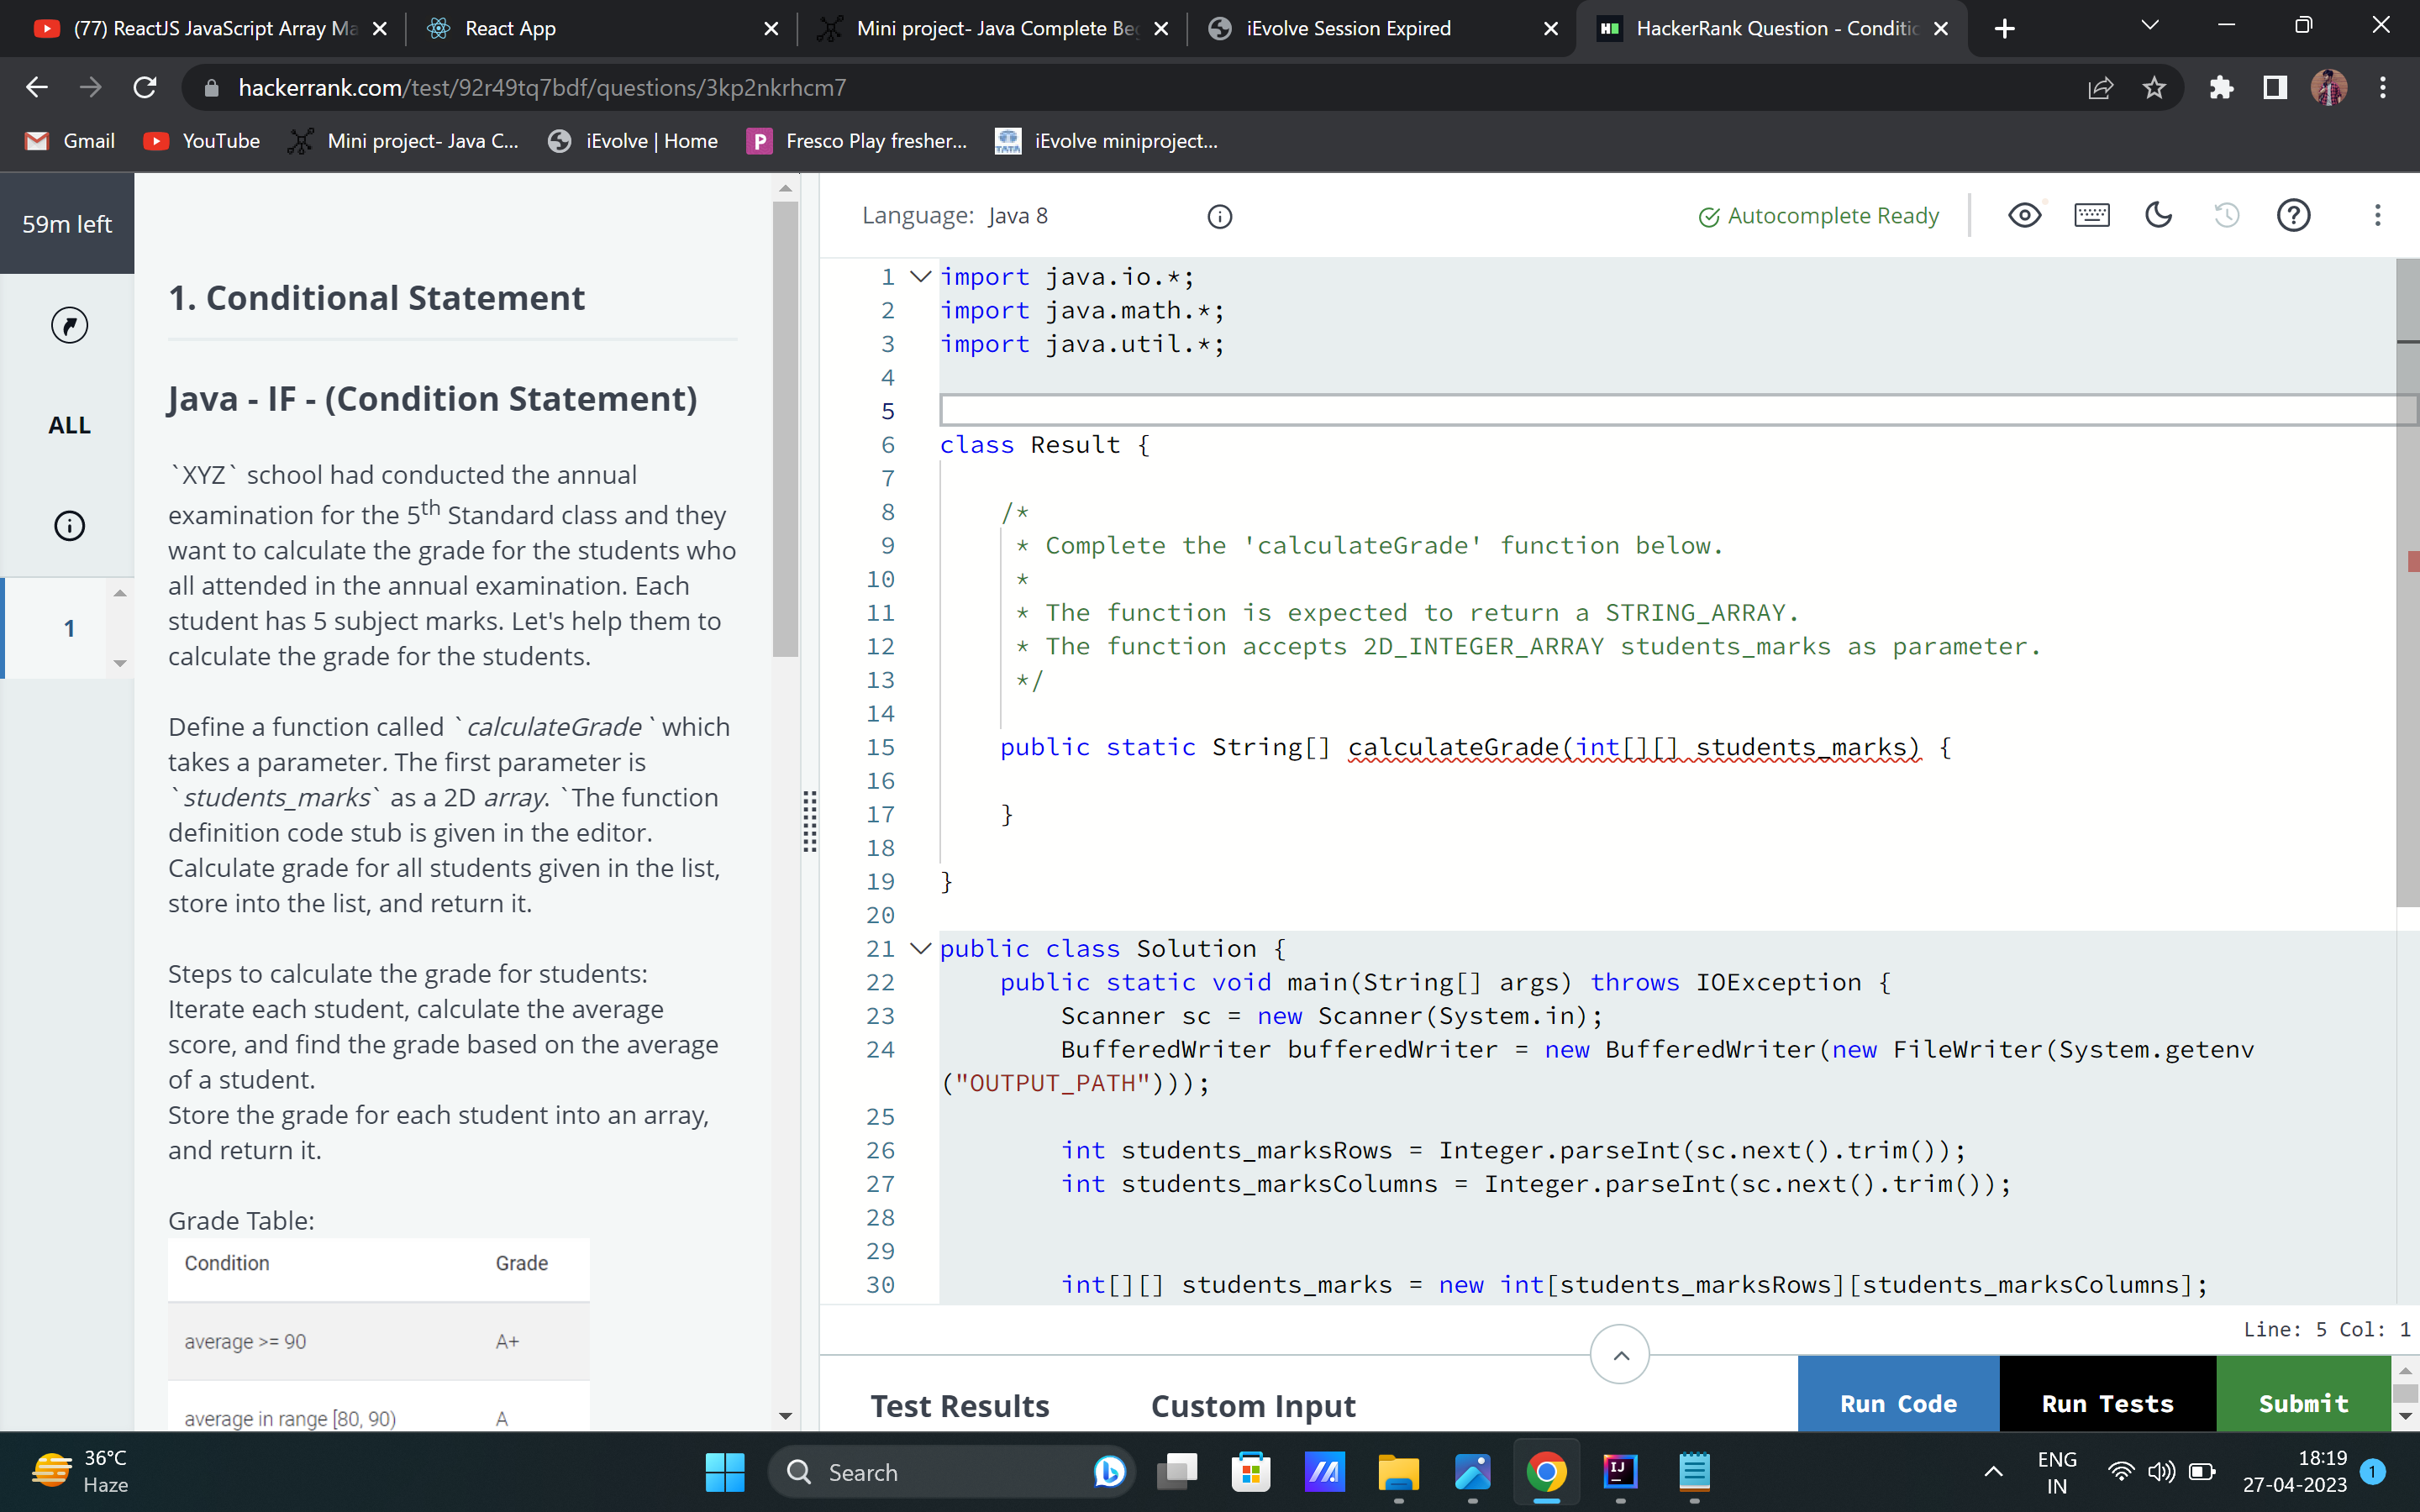 (77) ReactJS JavaScript Array Ma
React App
Mini project- Java Complete Be
iEvolve Session Expired
HackerRank Question - Conditic
hackerrank.com/test/92r49tq7bdf/questions/3kp2nkrhcm7
Gmail
YouTube
Mini project- Java C...
iEvolve | Home
Fresco Play fresher...
iEvolve miniproject...
59m left
ALL
1
1. Conditional Statement
Java - IF - (Condition Statement)
`XYZ` school had conducted the annual
examination for the 5th Standard class and they
want to calculate the grade for the students who
all attended in the annual examination. Each
student has 5 subject marks. Let's help them to
calculate the grade for the students.
Define a function called `calculateGrade ` which
takes a parameter. The first parameter is
`students_marks` as a 2D array. `The function
definition code stub is given in the editor.
Calculate grade for all students given in the list,
store into the list, and return it.
Steps to calculate the grade for students:
Iterate each student, calculate the average
score, and find the grade based on the average
of a student.
Store the grade for each student into an array,
and return it.
Grade Table:
Condition Grade
average >= 90 A+
average in range [80, 90) A
Language: Java 8
Autocomplete Ready
1 import java.io.*;
2 import java.math.*;
3 import java.util.*;
4
5
6 class Result {
7
8 /*
9 * Complete the 'calculateGrade' function below.
10 *
11 * The function is expected to return a STRING_ARRAY.
12 * The function accepts 2D_INTEGER_ARRAY students_marks as parameter.
13 */
14
15 public static String[] calculateGrade(int[][] students_marks) {
16
17 }
18
19 }
20
21 public class Solution {
22 public static void main(String[] args) throws IOException {
23 Scanner sc = new Scanner(System.in);
24 BufferedWriter bufferedWriter = new BufferedWriter(new FileWriter(System.getenv
("OUTPUT_PATH")));
25
26 int students_marksRows = Integer.parseInt(sc.next().trim());
27 int students_marksColumns = Integer.parseInt(sc.next().trim());
28
29
30 int[][] students_marks = new int[students_marksRows][students_marksColumns];
Line: 5 Col: 1
Test Results
Custom Input
Run Code
Run Tests
Submit
36°C
Haze
Search
ENG
IN
18:19
27-04-2023
1